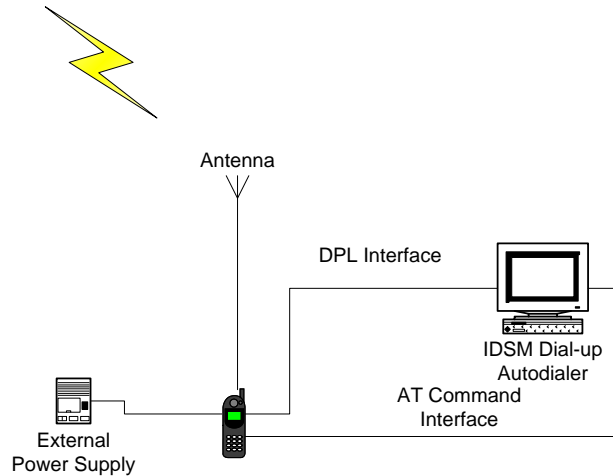 Antenna
DPL Interface
IDSM Dial-up
Autodialer
AT Command
Interface
External
Power Supply